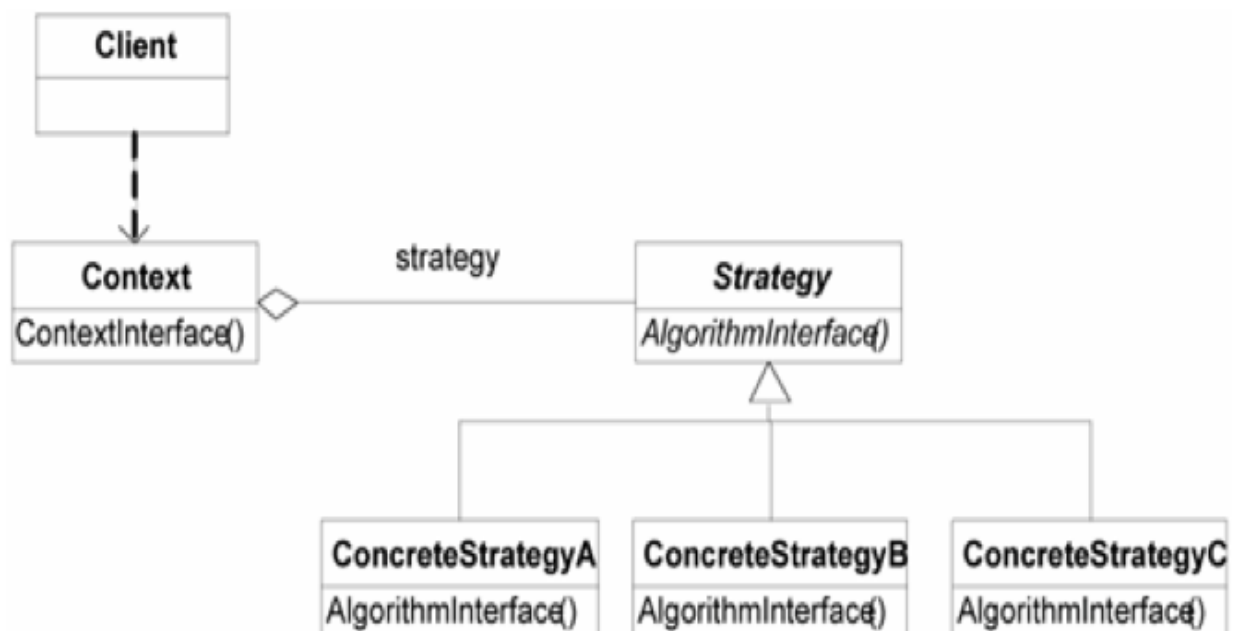 Client
Context
ContextInterface()
strategy
Strategy
AlgorithmInterface()
ConcreteStrategyA
AlgorithmInterface()
ConcreteStrategyB
AlgorithmInterface()
ConcreteStrategyC
AlgorithmInterface()